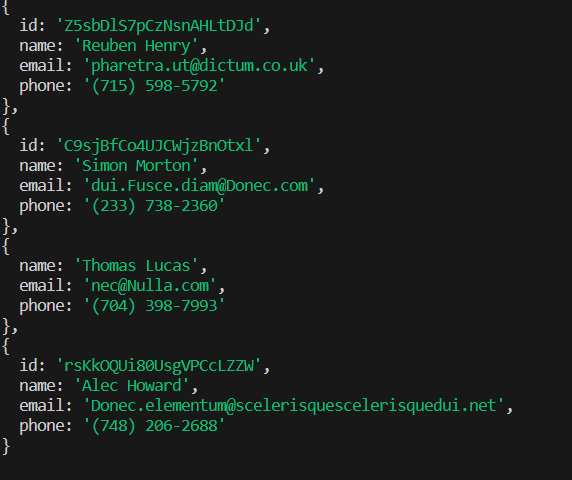 {
  id: 'Z5sbDlS7pCzNsnAHLtDJd',
  name: 'Reuben Henry',
  email: 'pharetra.ut@dictum.co.uk',
  phone: '(715) 598-5792'
},
{
  id: 'C9sjBfCo4UJCWjzBnOtxl',
  name: 'Simon Morton',
  email: 'dui.Fusce.diam@Donec.com',
  phone: '(233) 738-2360'
},
{
  name: 'Thomas Lucas',
  email: 'nec@Nulla.com',
  phone: '(704) 398-7993'
},
{
  id: 'rsKkOQUi80UsgVPCcLZZW',
  name: 'Alec Howard',
  email: 'Donec.elementum@scelerisquescelerisquedui.net',
  phone: '(748) 206-2688'
}